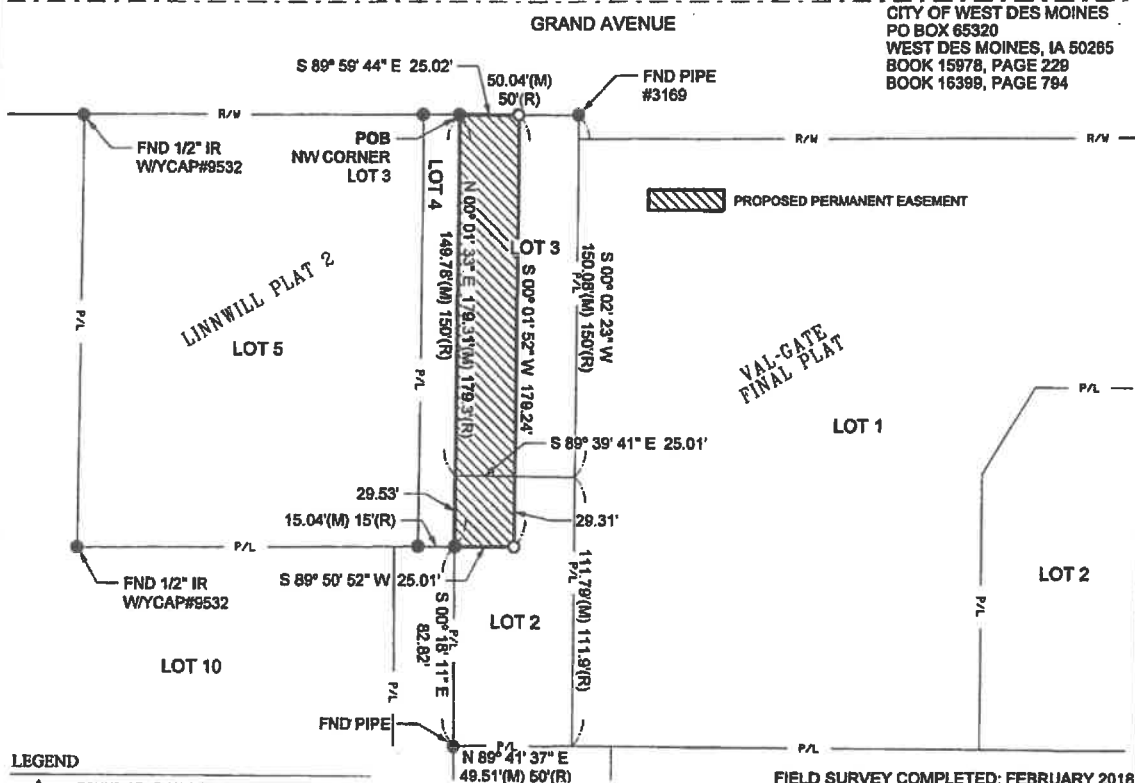 GRAND AVENUE
CITY OF WEST DES MOINES
PO BOX 65320
WEST DES MOINES, IA 50265
BOOK 15978, PAGE 229
BOOK 16399, PAGE 794
S 89° 59' 44" E 25.02'
50.04'(M)
50'(R)
FND PIPE
#3169
R/W
R/W
R/W
FND 1/2" IR
W/YCAP#9532
POB
NW CORNER
LOT 3
LOT 4
PROPOSED PERMANENT EASEMENT
LOT 3
N 00° 01' 33" E 179.31'(M) 179.3'(R)
149.78'(M) 150'(R)
S 00° 01' 52" W 179.24'
S 00° 02' 23" W
150.08'(M) 150'(R)
P/L
P/L
P/L
LINNWILL PLAT 2
LOT 5
VAL-GATE
FINAL PLAT
LOT 1
P/L
S 89° 39' 41" E 25.01'
29.53'
29.31'
15.04'(M) 15'(R)
P/L
FND 1/2" IR
W/YCAP#9532
S 89° 50' 52" W 25.01'
S 00° 18' 11" E
82.82'
P/L
LOT 2
111.79'(M) 111.9'(R)
P/L
P/L
LOT 2
LOT 10
P/L
FND PIPE
P/L
P/L
N 89° 41' 37" E
49.51'(M) 50'(R)
LEGEND
FIELD SURVEY COMPLETED: FEBRUARY 2018